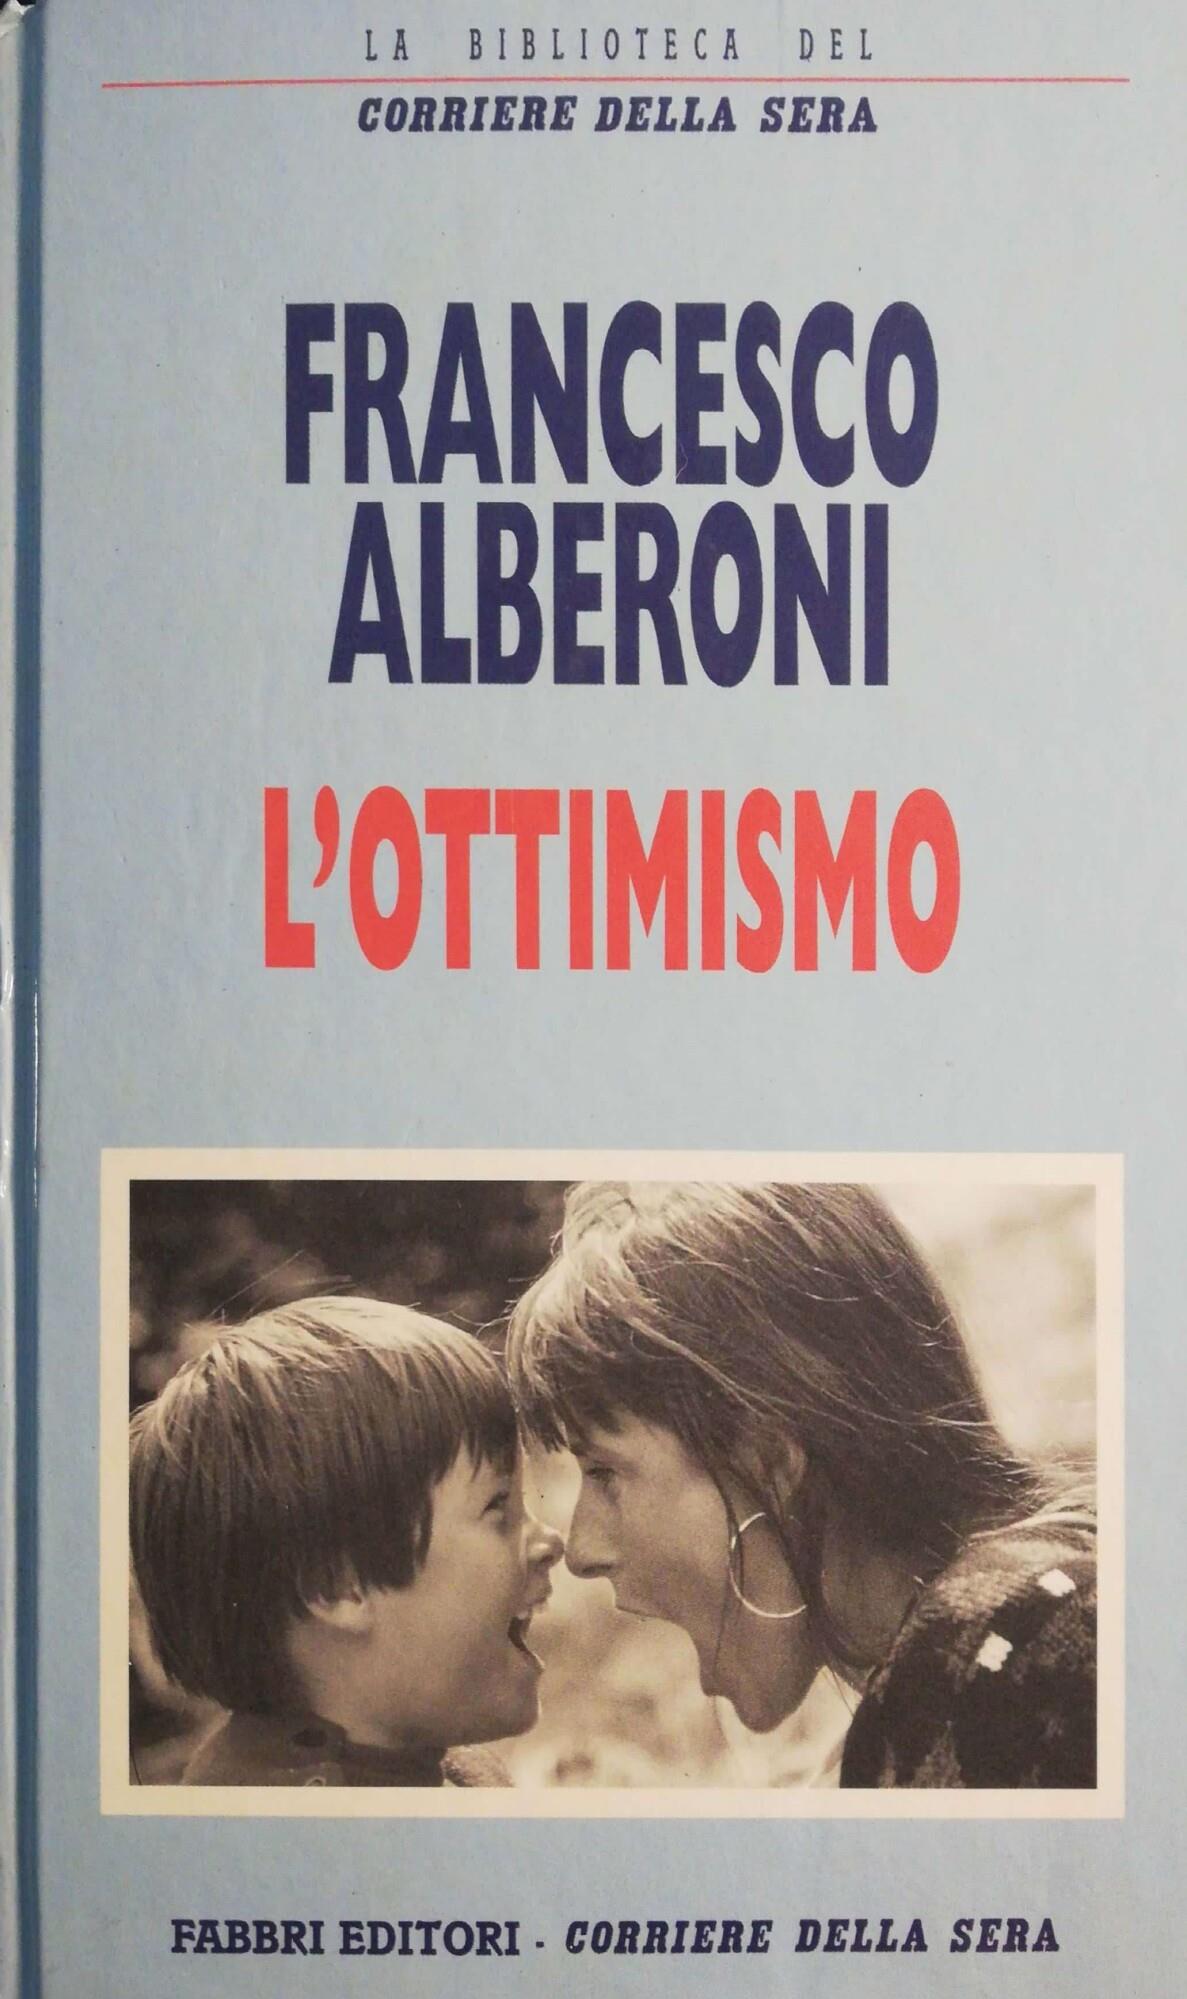 LA BIBLIOTECA DEL
CORRIERE DELLA SERA
FRANCESCO
ALBERONI
L'OTTIMISMO
FABBRI EDITORI - CORRIERE DELLA SERA